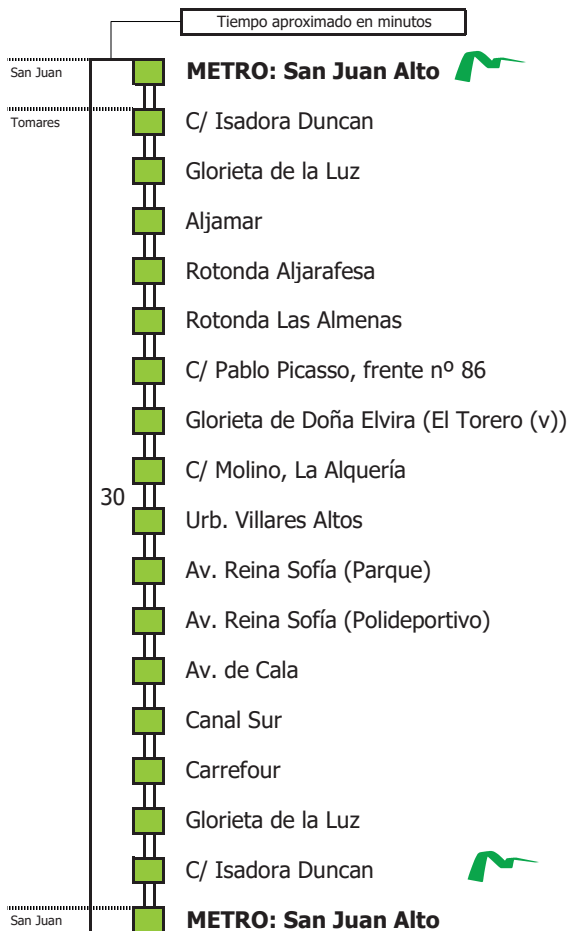 Tiempo aproximado en minutos
San Juan
METRO: San Juan Alto
Tomares
C/ Isadora Duncan
Glorieta de la Luz
Aljamar
Rotonda Aljarafesa
Rotonda Las Almenas
C/ Pablo Picasso, frente nº 86
Glorieta de Doña Elvira (El Torero (v))
C/ Molino, La Alquería
30
Urb. Villares Altos
Av. Reina Sofía (Parque)
Av. Reina Sofía (Polideportivo)
Av. de Cala
Canal Sur
Carrefour
Glorieta de la Luz
C/ Isadora Duncan
San Juan
METRO: San Juan Alto